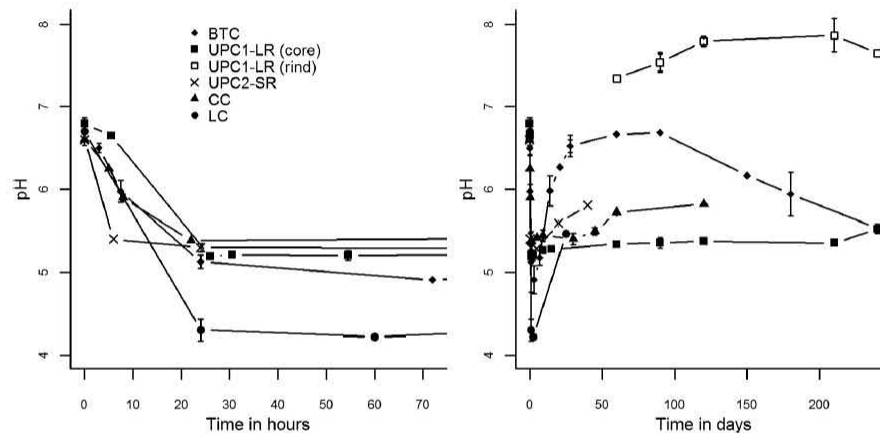 8
7
6
5
4
pH
BTC
UPC1-LR (core)
UPC1-LR (rind)
UPC2-SR
CC
LC
0 10 20 30 40 50 60 70
Time in hours
8
7
6
5
4
pH
0 50 100 150 200
Time in days